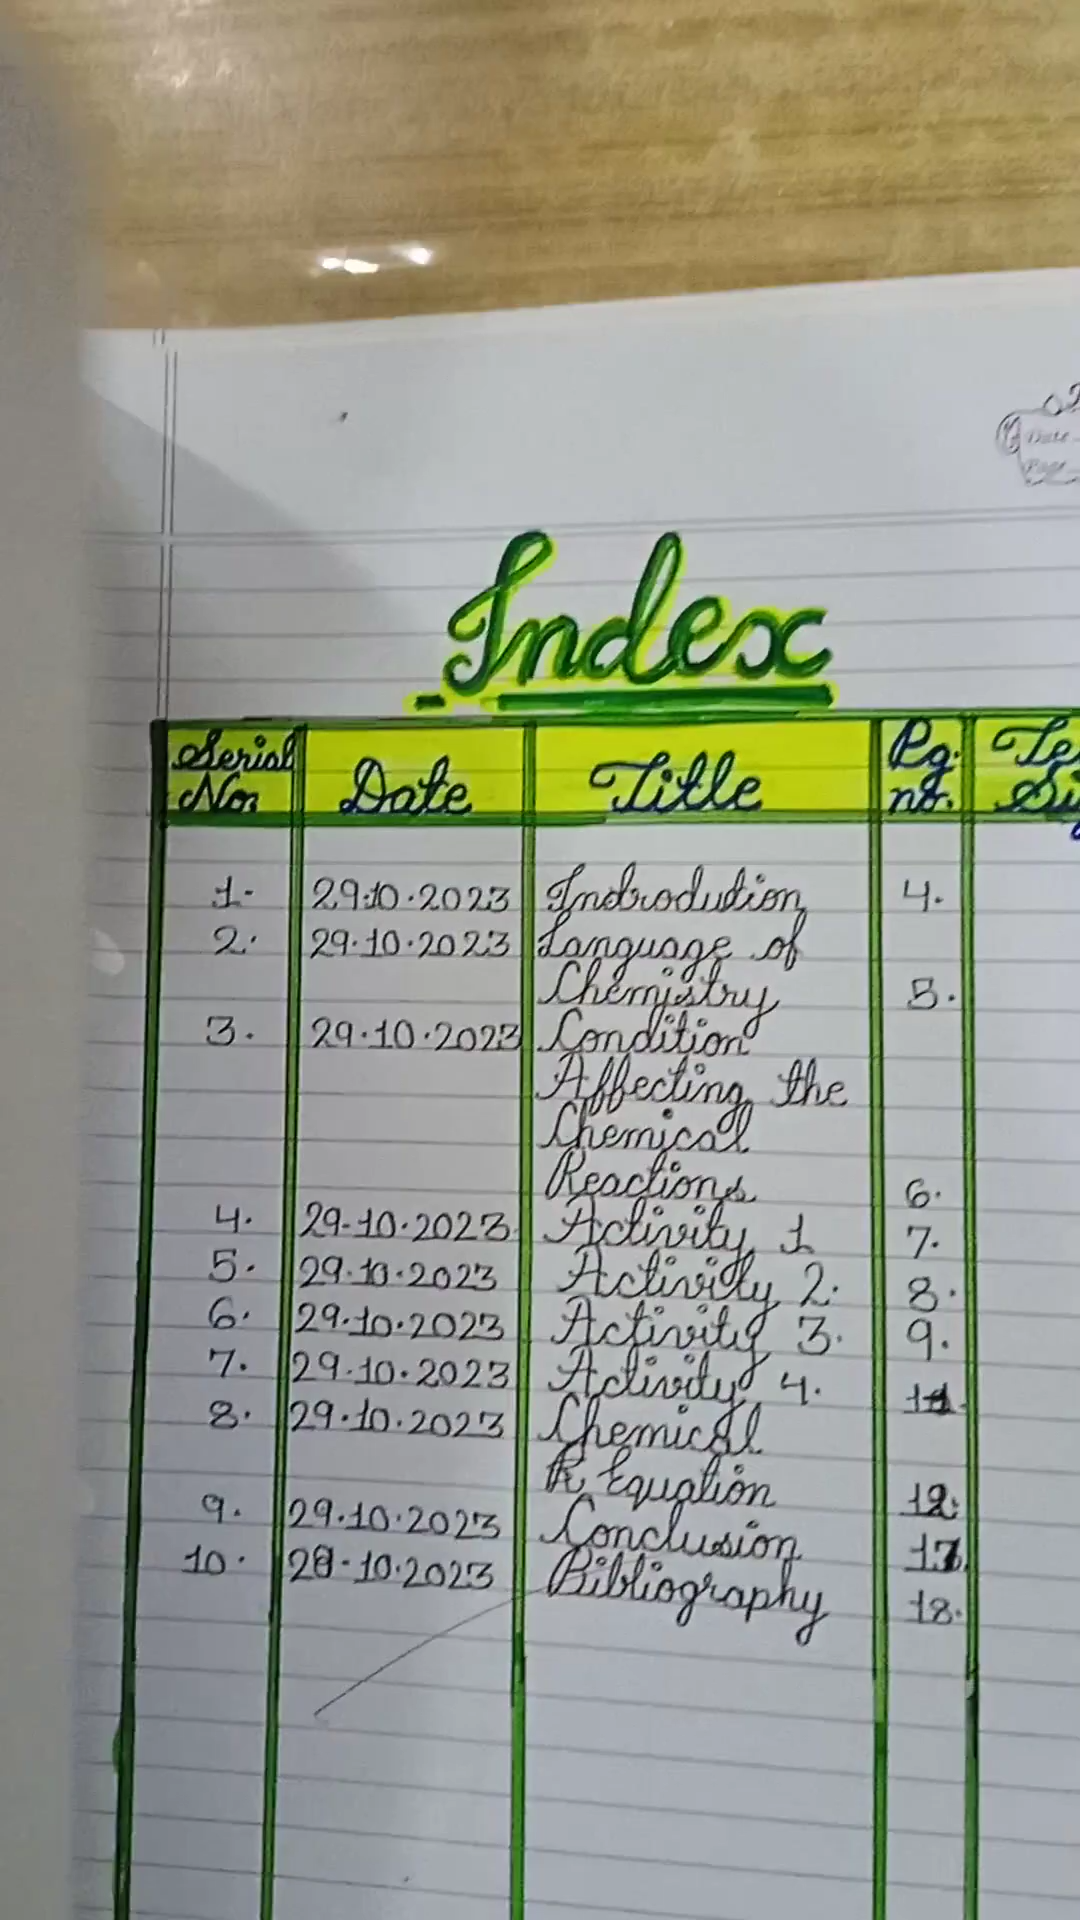 Date
Page
Index
Serial No. Date Title Pg. no.
1. 29.10.2023 Indrodution 4.
2. 29.10.2023 Language of
Chemistry 5.
3. 29.10.2023 Condition
Affecting the
Chemical
Reactions 6.
4. 29-10.2023 Activity 1 7.
5. 29.10.2023 Activity 2. 8.
6. 29.10.2023 Activity 3. 9.
7. 29.10.2023 Activity 4. 11
8. 29.10.2023 Chemical
R Equation 12.
9. 29.10.2023 Conclusion 17.
10. 29.10.2023 Bibliography 18.